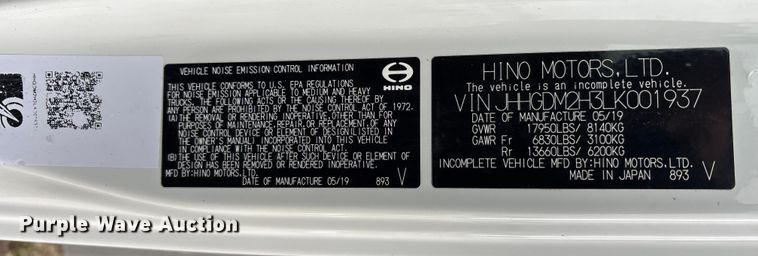 VEHICLE NOISE EMISSION CONTROL INFORMATION
THIS VEHICLE CONFORMS TO U.S. EPA REGULATIONS
FOR NOISE EMISSION APPLICABLE TO MEDIUM AND HEAVY
TRUCKS. THE FOLLOWING ACTS OR THE CAUSING THEREOF BY
ANY PERSON ARE PROHIBITED BY THE NOISE CONTROL ACT OF 1972.
(A) THE REMOVAL OR RENDERING INOPERATIVE, OTHER THAN FOR
PURPOSES OF MAINTENANCE, REPAIR, OR REPLACEMENT, OF ANY
NOISE CONTROL DEVICE OR ELEMENT OF DESIGN (LISTED IN
THE OWNER'S MANUAL) INCORPORATED INTO THIS VEHICLE
IN COMPLIANCE WITH THE NOISE CONTROL ACT.
(B) THE USE OF THIS VEHICLE AFTER SUCH DEVICE OR ELEMENT OF
DESIGN HAS BEEN REMOVED OR RENDERED INOPERATIVE.
MFD BY:HINO MOTORS, LTD.
DATE OF MANUFACTURE 05/19 893 V
HINO
HINO MOTORS,LTD.
The vehicle is an incomplete vehicle.
VIN JHHGDM2H3LK001937
DATE OF MANUFACTURE 05/19
GVWR 17950LBS/ 8140KG
GAWR Fr 6830LBS/ 3100KG
Rr 13660LBS/ 6200KG
INCOMPLETE VEHICLE MFD BY:HINO MOTORS,LTD.
MADE IN JAPAN 893 V
Purple Wave Auction